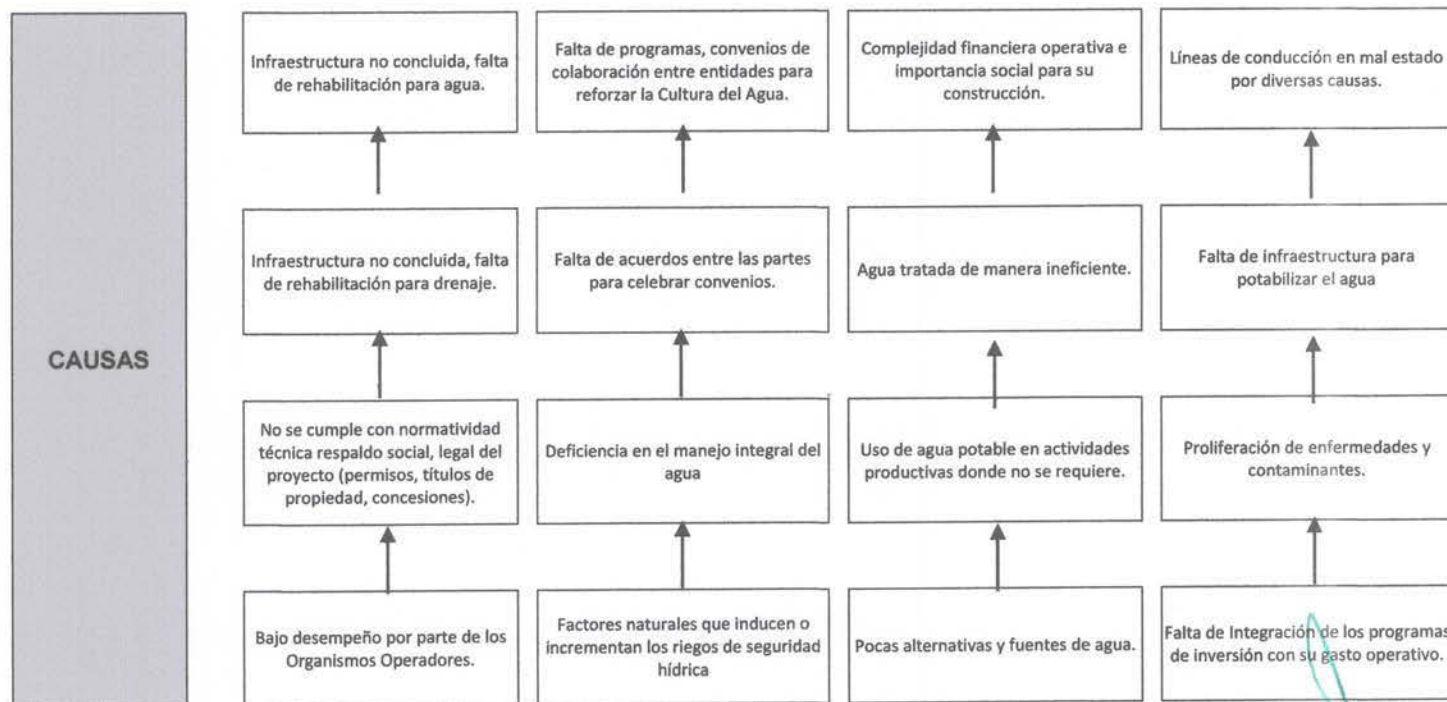 Infraestructura no concluida, falta
de rehabilitación para agua.
Falta de programas, convenios de
colaboración entre entidades para
reforzar la Cultura del Agua.
Complejidad financiera operativa e
importancia social para su
construcción.
Líneas de conducción en mal estado
por diversas causas.
Infraestructura no concluida, falta
de rehabilitación para drenaje.
Falta de acuerdos entre las partes
para celebrar convenios.
Agua tratada de manera ineficiente.
Falta de infraestructura para
potabilizar el agua
CAUSAS
No se cumple con normatividad
técnica respaldo social, legal del
proyecto (permisos, títulos de
propiedad, concesiones).
Deficiencia en el manejo integral del
agua
Uso de agua potable en actividades
productivas donde no se requiere.
Proliferación de enfermedades y
contaminantes.
Bajo desempeño por parte de los
Organismos Operadores.
Factores naturales que inducen o
incrementan los riegos de seguridad
hídrica
Pocas alternativas y fuentes de agua.
Falta de Integración de los programas
de inversión con su gasto operativo.